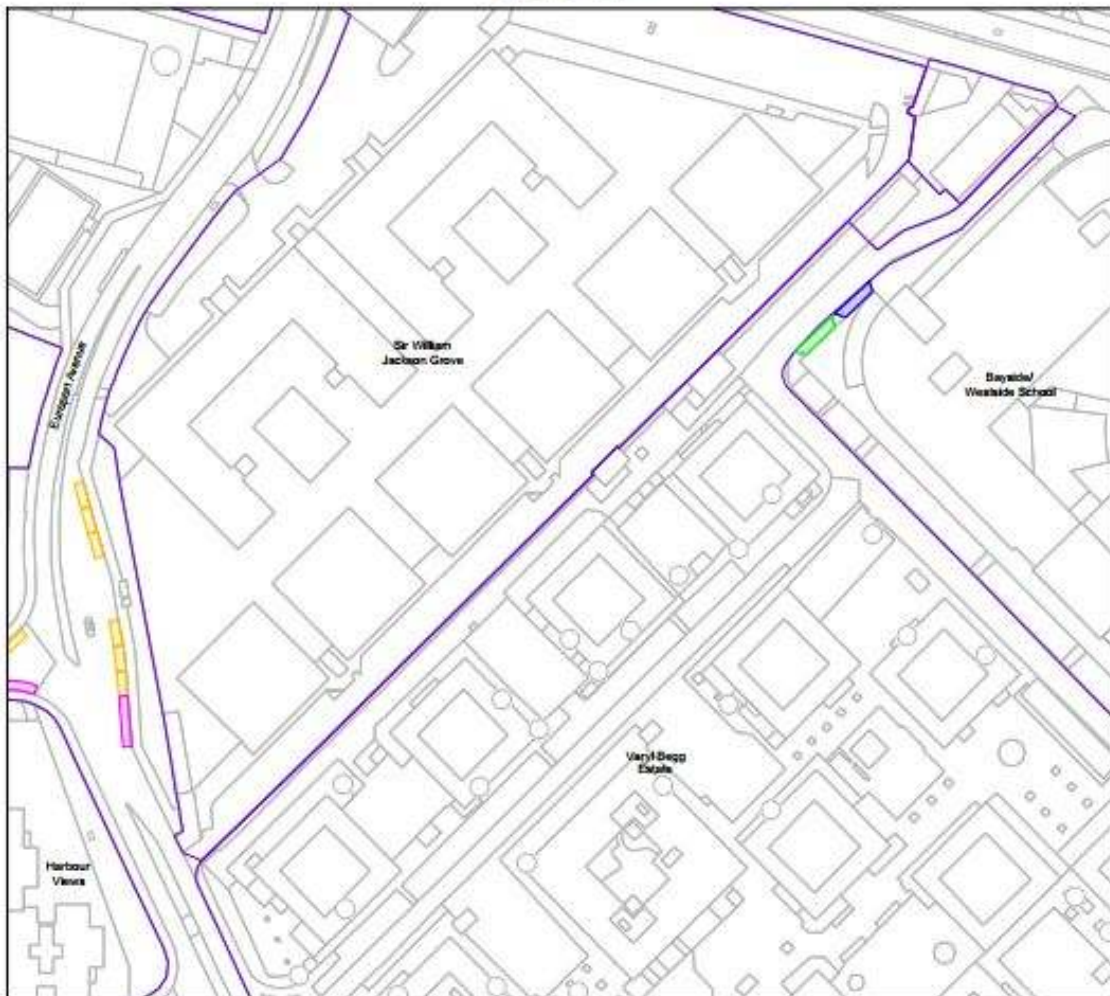 Sir William
Jackson Grove
Europort Avenue
Bayside/
Westside School
Varyl Begg
Estate
Harbour
Views